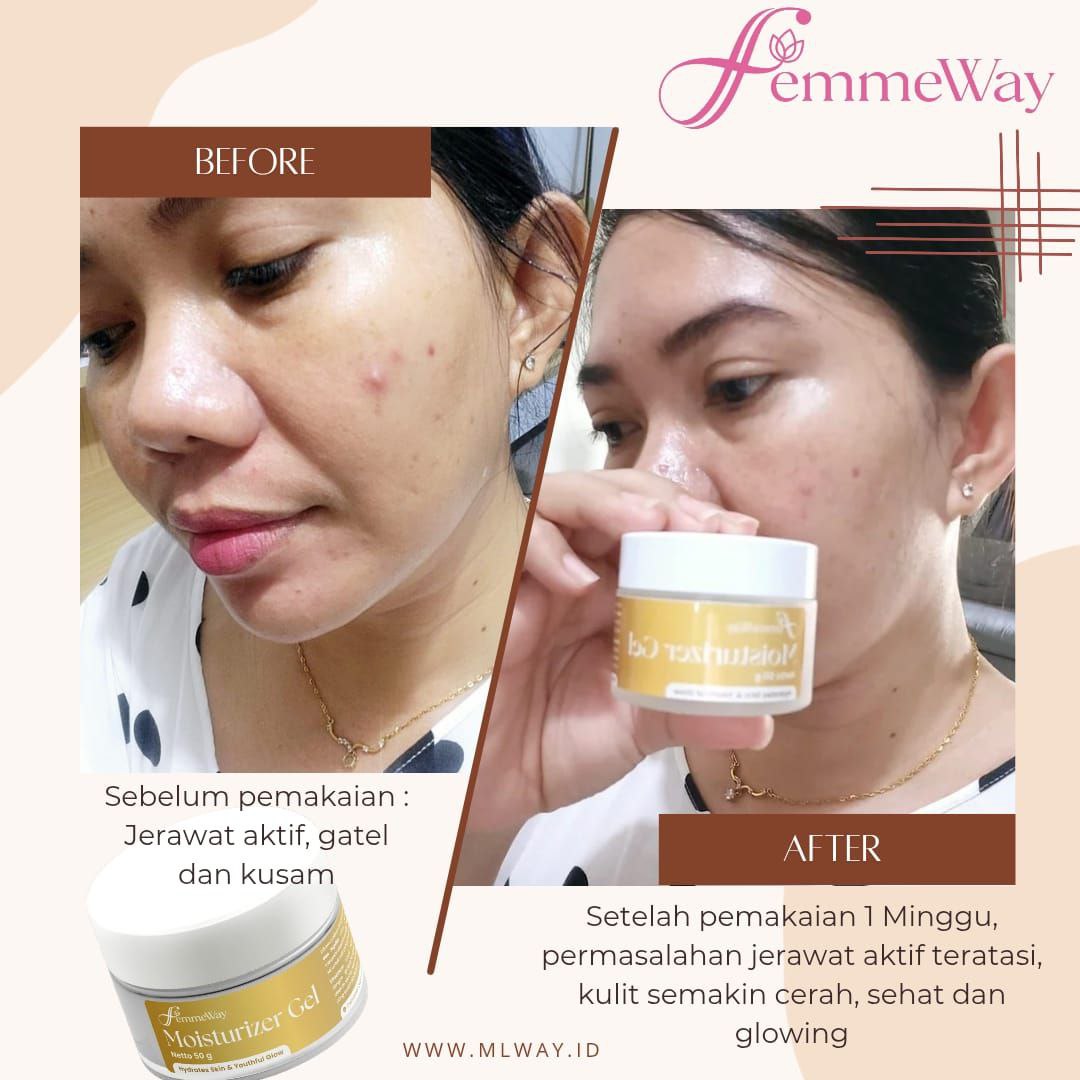 FemmeWay
BEFORE
Sebelum pemakaian :
Jerawat aktif, gatel
dan kusam
FemmeWay
Moisturizer Gel
Netto 50 g
Hydrates Skin & Youthful Glow
Moisturizer Gel
Netto 50 g
AFTER
Setelah pemakaian 1 Minggu,
permasalahan jerawat aktif teratasi,
kulit semakin cerah, sehat dan
glowing
WWW.MLWAY.ID